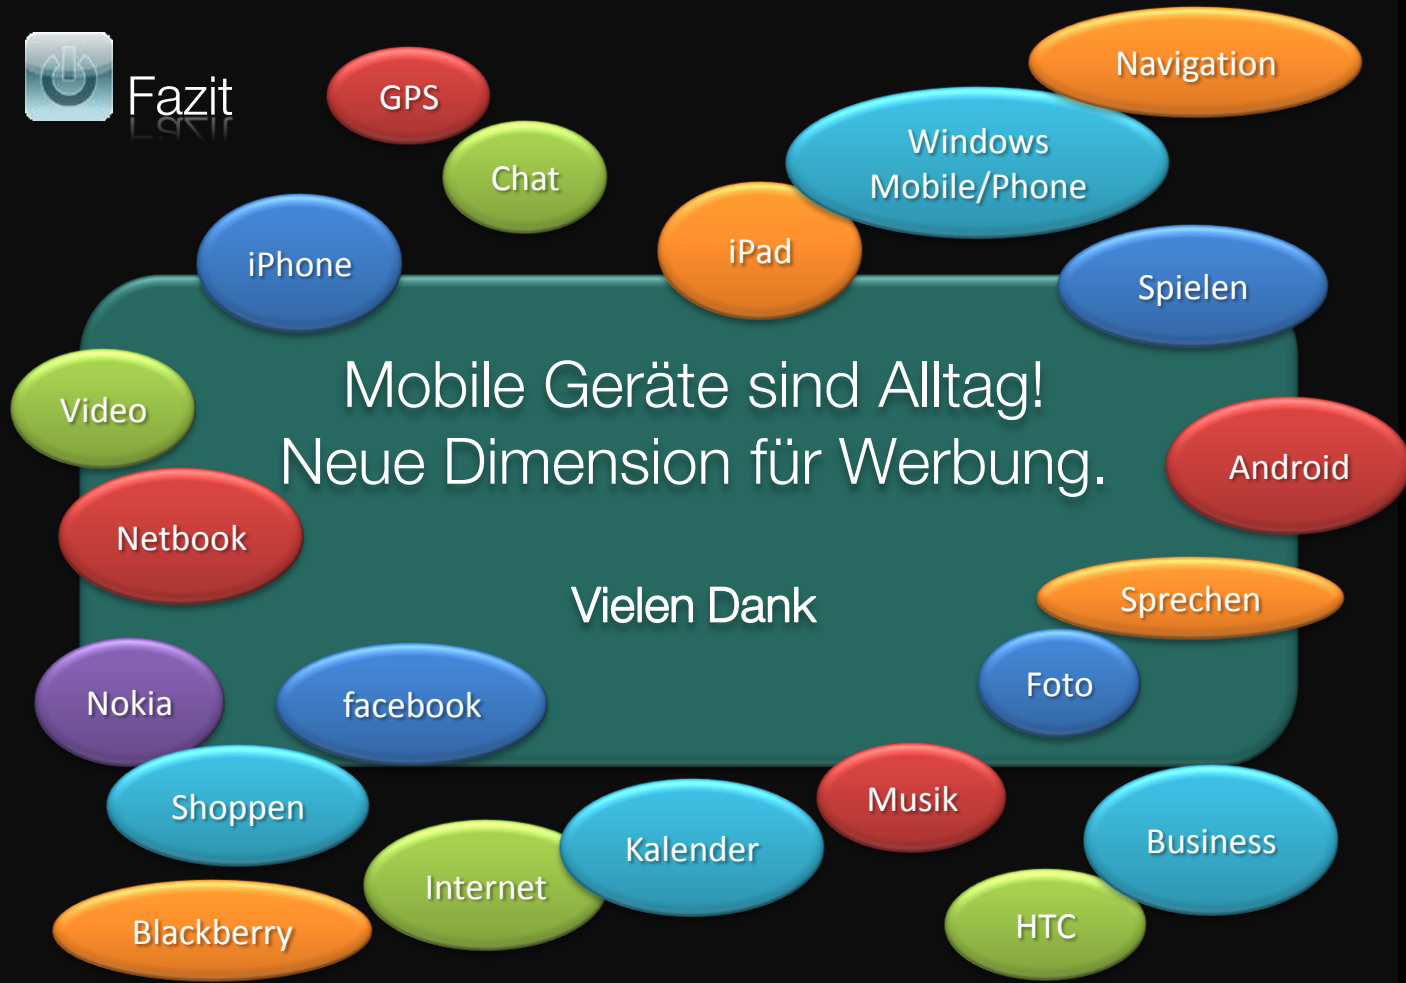 Fazit
GPS
Navigation
Windows
Mobile/Phone
Chat
iPad
iPhone
Spielen
Mobile Geräte sind Alltag!
Video
Neue Dimension für Werbung.
Android
Netbook
Vielen Dank
Sprechen
Foto
Nokia
facebook
Shoppen
Musik
Kalender
Business
Internet
Blackberry
HTC